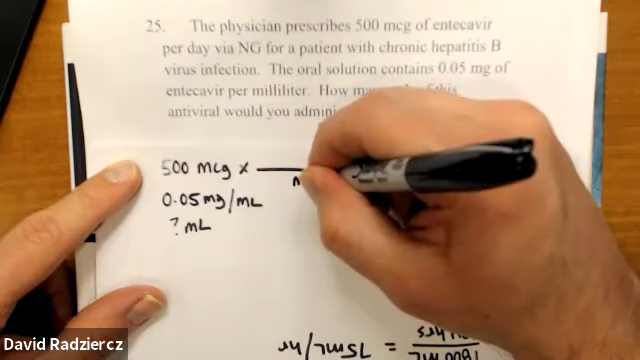 25. The physician prescribes 500 mcg of entecavir
per day via NG for a patient with chronic hepatitis B
virus infection. The oral solution contains 0.05 mg of
entecavir per milliliter. How
antiviral would you
500 mcg x
0.05 mg/mL
? mL
75mL/hr =
David Radziercz